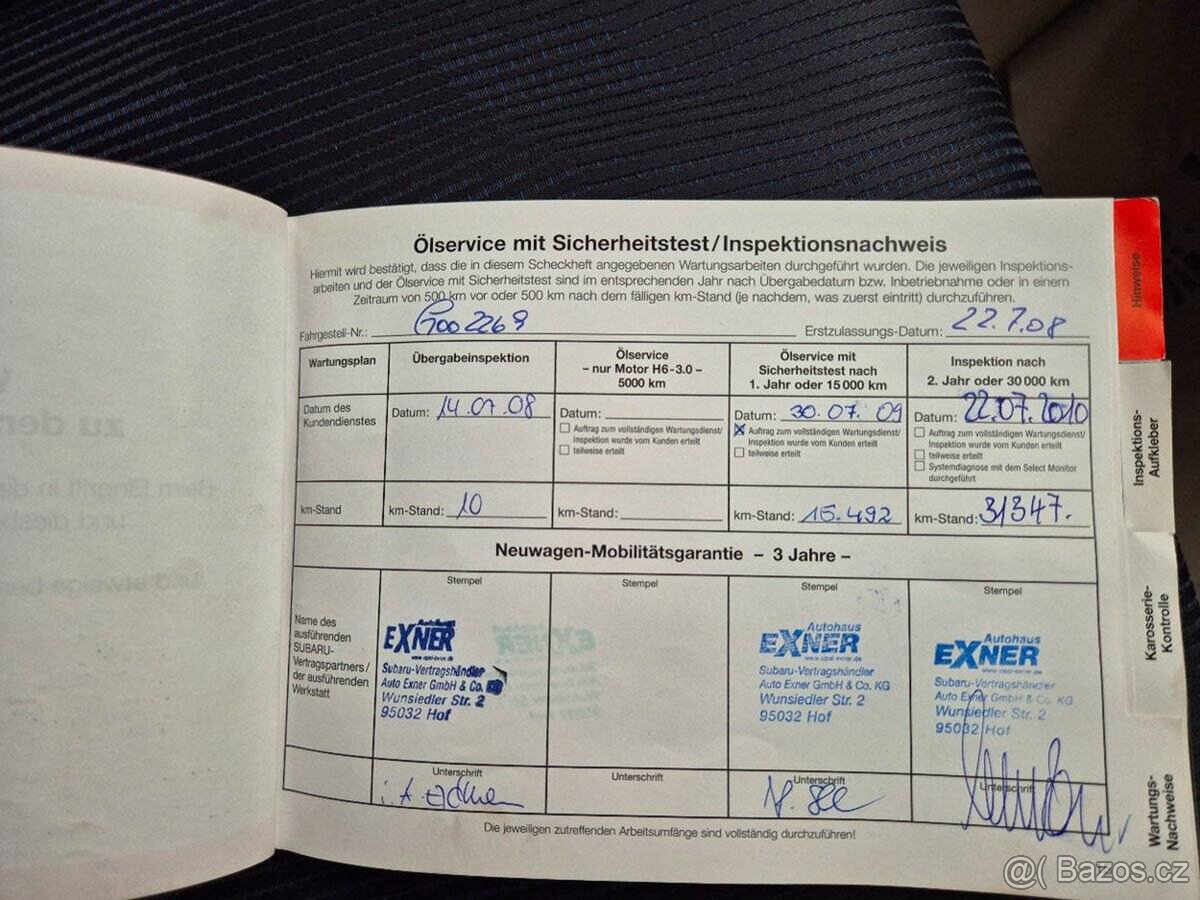 Ölservice mit Sicherheitstest/Inspektionsnachweis
Hiermit wird bestätigt, dass die in diesem Scheckheft angegebenen Wartungsarbeiten durchgeführt wurden. Die jeweiligen Inspektions-
arbeiten und der Ölservice mit Sicherheitstest sind im entsprechenden Jahr nach Übergabedatum bzw. Inbetriebnahme oder in einem
Zeitraum von 500 km vor oder 500 km nach dem fälligen km-Stand (je nachdem, was zuerst eintritt) durchzuführen.
Fahrgestell-Nr.: G002269 Erstzulassungs-Datum: 22.7.08
Wartungsplan
Übergabeinspektion
Ölservice
– nur Motor H6-3.0 –
5000 km
Ölservice mit
Sicherheitstest nach
1. Jahr oder 15 000 km
Inspektion nach
2. Jahr oder 30 000 km
Datum des
Kundendienstes
Datum: 14.07.08
Datum:
Auftrag zum vollständigen Wartungsdienst/
Inspektion wurde vom Kunden erteilt
teilweise erteilt
Datum: 30.07.09
Auftrag zum vollständigen Wartungsdienst/
Inspektion wurde vom Kunden erteilt
teilweise erteilt
Datum: 22.07.2010
Auftrag zum vollständigen Wartungsdienst/
Inspektion wurde vom Kunden erteilt
teilweise erteilt
Systemdiagnose mit dem Select Monitor
durchgeführt
km-Stand
km-Stand: 10
km-Stand:
km-Stand: 15.492
km-Stand: 31347.
Neuwagen-Mobilitätsgarantie – 3 Jahre –
Name des
ausführenden
SUBARU-
Vertragspartners/
der ausführenden
Werkstatt
Stempel
Autohaus
EXNER
Subaru-Vertragshändler
Auto Exner GmbH & Co.
Wunsiedler Str. 2
95032 Hof
Stempel
Stempel
Autohaus
EXNER
Subaru-Vertragshändler
Auto Exner GmbH & Co. KG
Wunsiedler Str. 2
95032 Hof
Stempel
Autohaus
EXNER
Subaru-Vertragshändler
Auto Exner GmbH & Co. KG
Wunsiedler Str. 2
95032 Hof
Unterschrift
Unterschrift
Unterschrift
Unterschrift
Die jeweiligen zutreffenden Arbeitsumfänge sind vollständig durchzuführen!
Hinweise
Inspektions-
Aufkleber
Karosserie-
Kontrolle
Wartungs-
Nachweise
@( Bazos.cz